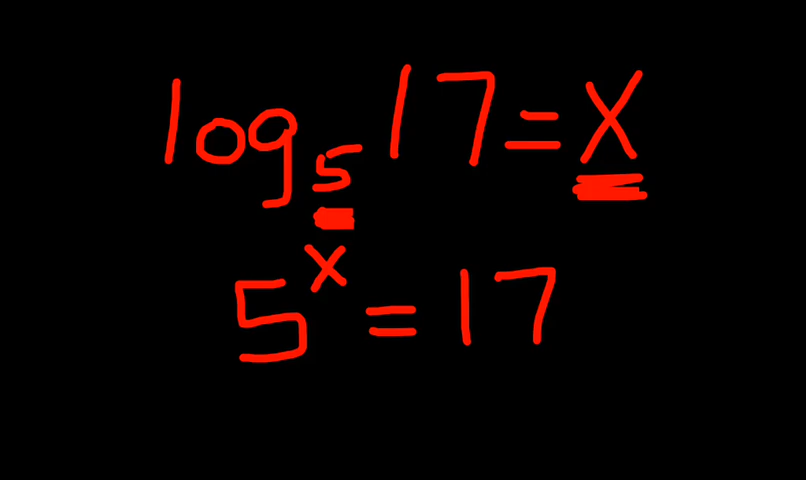 log₅ 17 = X
5ˣ = 17